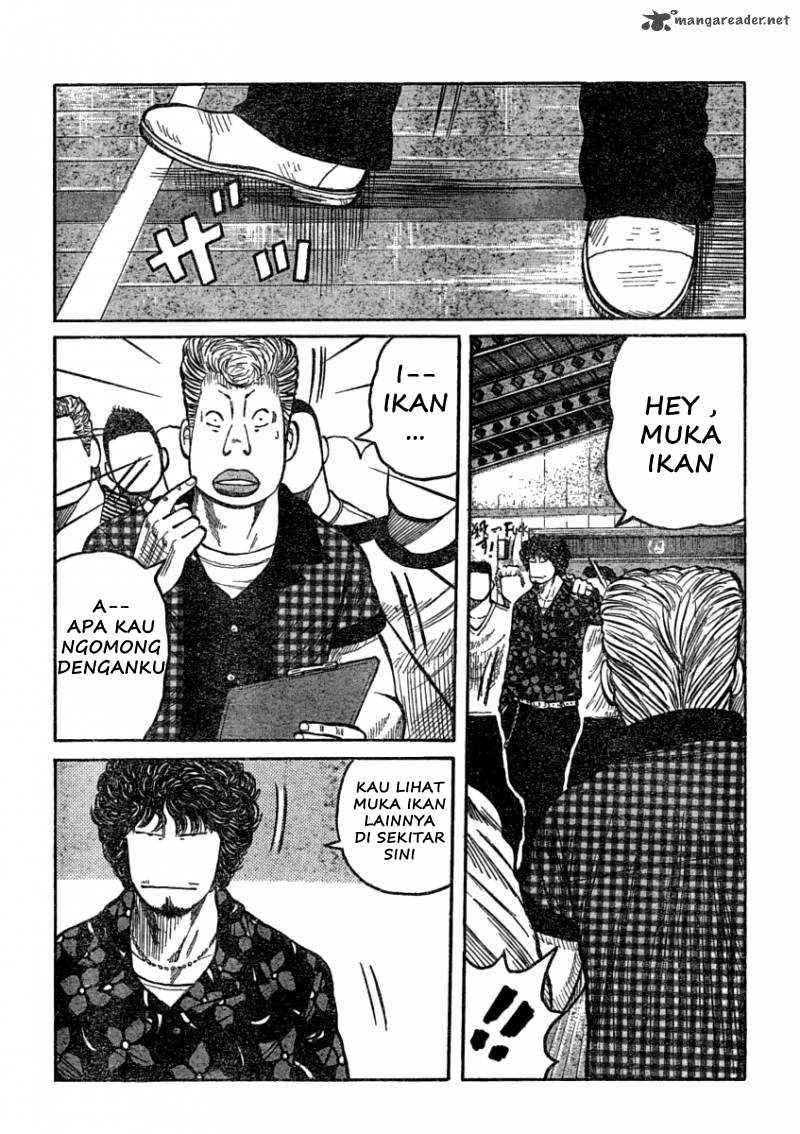 mangareader.net
ザッ
HEY ,
MUKA
IKAN
!!
I--
IKAN
...
A--
APA KAU
NGOMONG
DENGANKU
KAU LIHAT
MUKA IKAN
LAINNYA
DI SEKITAR
SINI